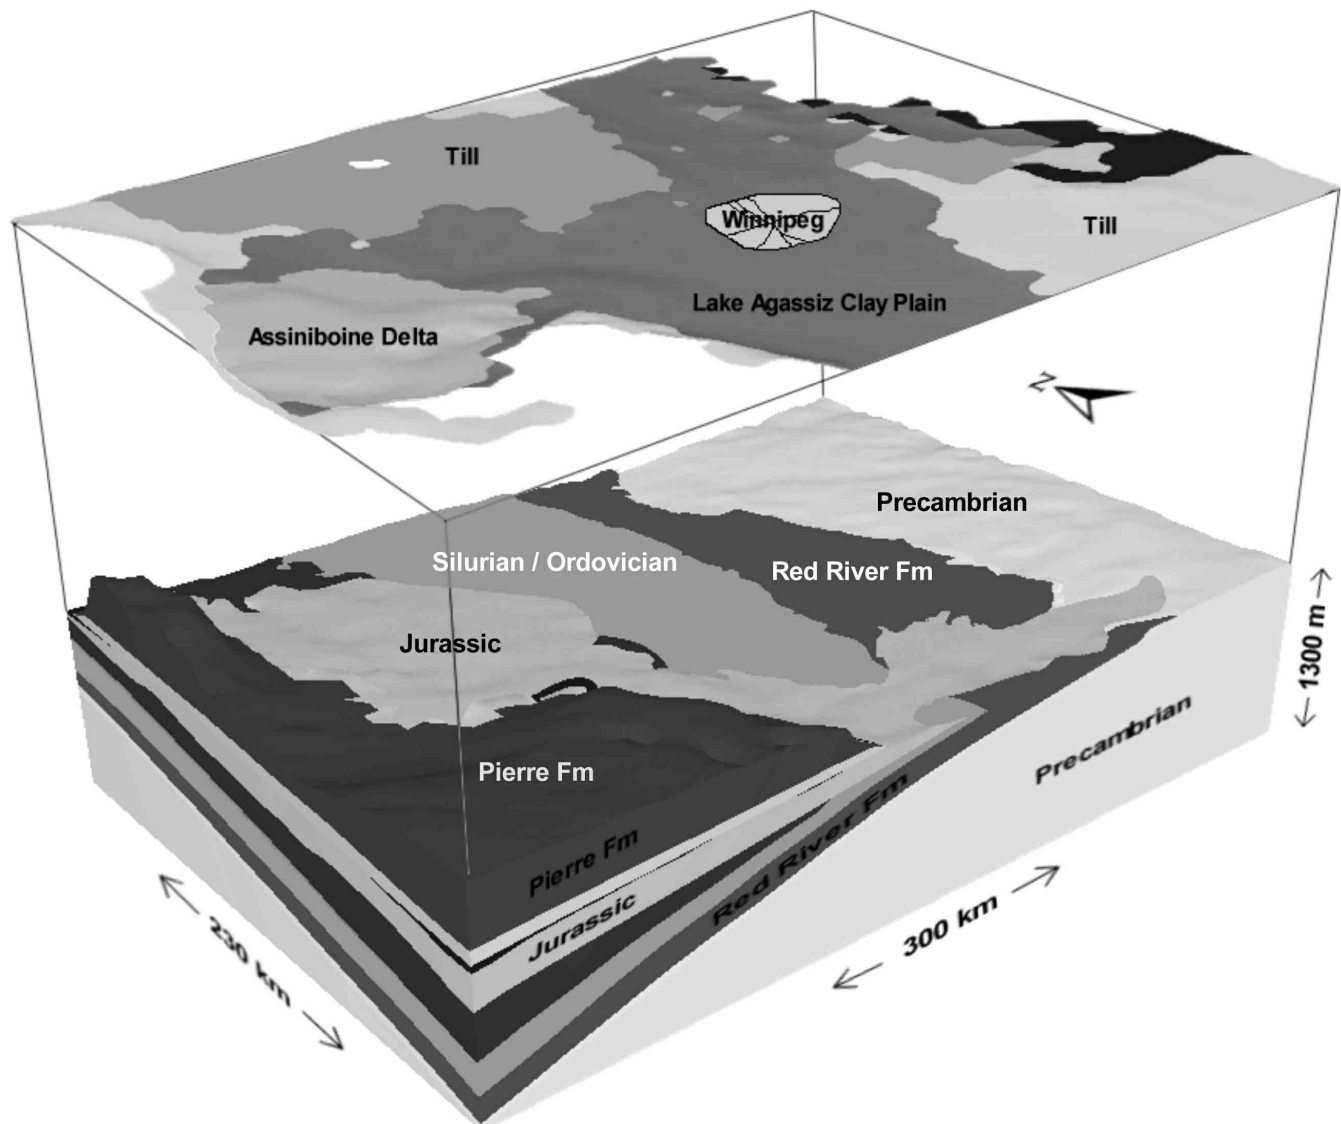 Till
Winnipeg
Till
Lake Agassiz Clay Plain
Assiniboine Delta
N
Precambrian
Silurian / Ordovician
Red River Fm
Jurassic
1300 m
Pierre Fm
Precambrian
Pierre Fm
Red River Fm
Jurassic
300 km
230 km